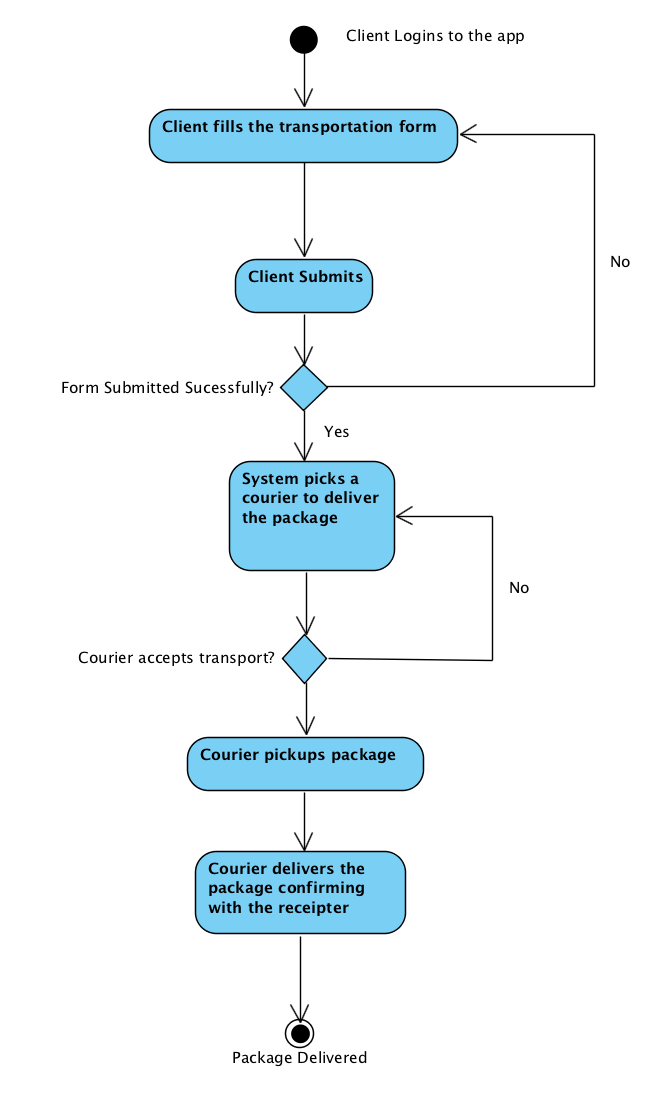 Client Logins to the app
Client fills the transportation form
No
Client Submits
Form Submitted Sucessfully?
Yes
System picks a
courier to deliver
the package
No
Courier accepts transport?
Courier pickups package
Courier delivers the
package confirming
with the receipter
Package Delivered